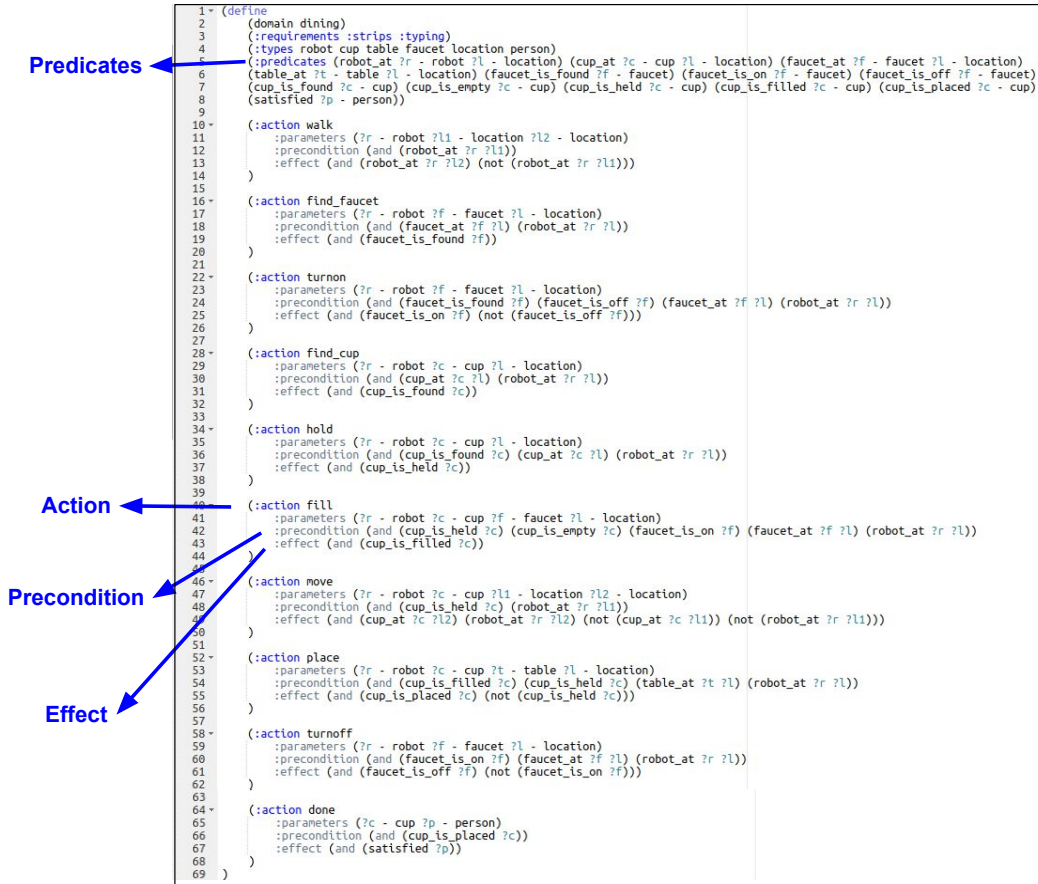 1 (define
2 (domain dining)
3 (:requirements :strips :typing)
4 (:types robot cup table faucet location person)
Predicates
5 (:predicates (robot_at ?r - robot ?l - location) (cup_at ?c - cup ?l - location) (faucet_at ?f - faucet ?l - location)
6 (table_at ?t - table ?l - location) (faucet_is_found ?f - faucet) (faucet_is_on ?f - faucet) (faucet_is_off ?f - faucet)
7 (cup_is_found ?c - cup) (cup_is_empty ?c - cup) (cup_is_held ?c - cup) (cup_is_filled ?c - cup) (cup_is_placed ?c - cup)
8 (satisfied ?p - person))
9
10 (:action walk
11 :parameters (?r - robot ?l1 - location ?l2 - location)
12 :precondition (and (robot_at ?r ?l1))
13 :effect (and (robot_at ?r ?l2) (not (robot_at ?r ?l1)))
14 )
15
16 (:action find_faucet
17 :parameters (?r - robot ?f - faucet ?l - location)
18 :precondition (and (faucet_at ?f ?l) (robot_at ?r ?l))
19 :effect (and (faucet_is_found ?f))
20 )
21
22 (:action turnon
23 :parameters (?r - robot ?f - faucet ?l - location)
24 :precondition (and (faucet_is_found ?f) (faucet_is_off ?f) (faucet_at ?f ?l) (robot_at ?r ?l))
25 :effect (and (faucet_is_on ?f) (not (faucet_is_off ?f)))
26 )
27
28 (:action find_cup
29 :parameters (?r - robot ?c - cup ?l - location)
30 :precondition (and (cup_at ?c ?l) (robot_at ?r ?l))
31 :effect (and (cup_is_found ?c))
32 )
33
34 (:action hold
35 :parameters (?r - robot ?c - cup ?l - location)
36 :precondition (and (cup_is_found ?c) (cup_at ?c ?l) (robot_at ?r ?l))
37 :effect (and (cup_is_held ?c))
38 )
39
Action
40 (:action fill
41 :parameters (?r - robot ?c - cup ?f - faucet ?l - location)
42 :precondition (and (cup_is_held ?c) (cup_is_empty ?c) (faucet_is_on ?f) (faucet_at ?f ?l) (robot_at ?r ?l))
43 :effect (and (cup_is_filled ?c))
44 )
45
46 (:action move
Precondition
47 :parameters (?r - robot ?c - cup ?l1 - location ?l2 - location)
48 :precondition (and (cup_is_held ?c) (robot_at ?r ?l1))
49 :effect (and (cup_at ?c ?l2) (robot_at ?r ?l2) (not (cup_at ?c ?l1)) (not (robot_at ?r ?l1)))
50 )
51
52 (:action place
53 :parameters (?r - robot ?c - cup ?t - table ?l - location)
54 :precondition (and (cup_is_filled ?c) (cup_is_held ?c) (table_at ?t ?l) (robot_at ?r ?l))
55 :effect (and (cup_is_placed ?c) (not (cup_is_held ?c)))
Effect
56 )
57
58 (:action turnoff
59 :parameters (?r - robot ?f - faucet ?l - location)
60 :precondition (and (faucet_is_on ?f) (faucet_at ?f ?l) (robot_at ?r ?l))
61 :effect (and (faucet_is_off ?f) (not (faucet_is_on ?f)))
62 )
63
64 (:action done
65 :parameters (?c - cup ?p - person)
66 :precondition (and (cup_is_placed ?c))
67 :effect (and (satisfied ?p))
68 )
69 )